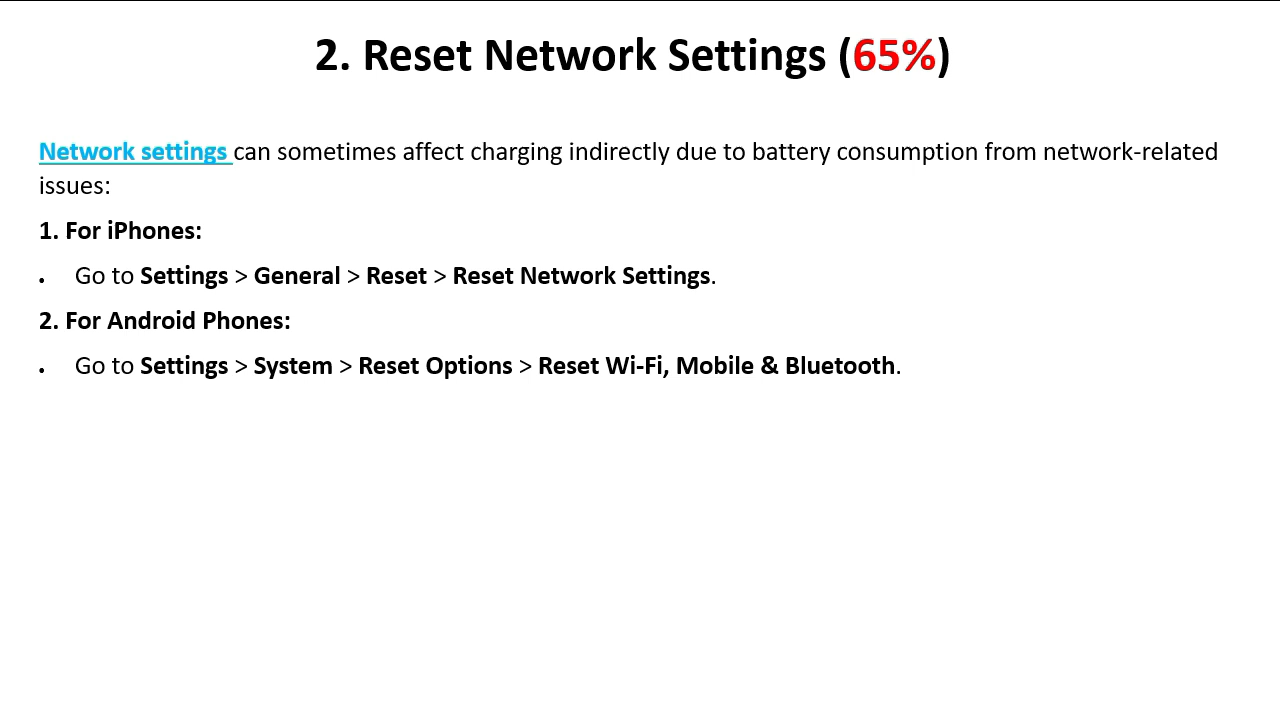 2. Reset Network Settings (65%)
Network settings can sometimes affect charging indirectly due to battery consumption from network-related
issues:
1. For iPhones:
• Go to Settings > General > Reset > Reset Network Settings.
2. For Android Phones:
• Go to Settings > System > Reset Options > Reset Wi-Fi, Mobile & Bluetooth.